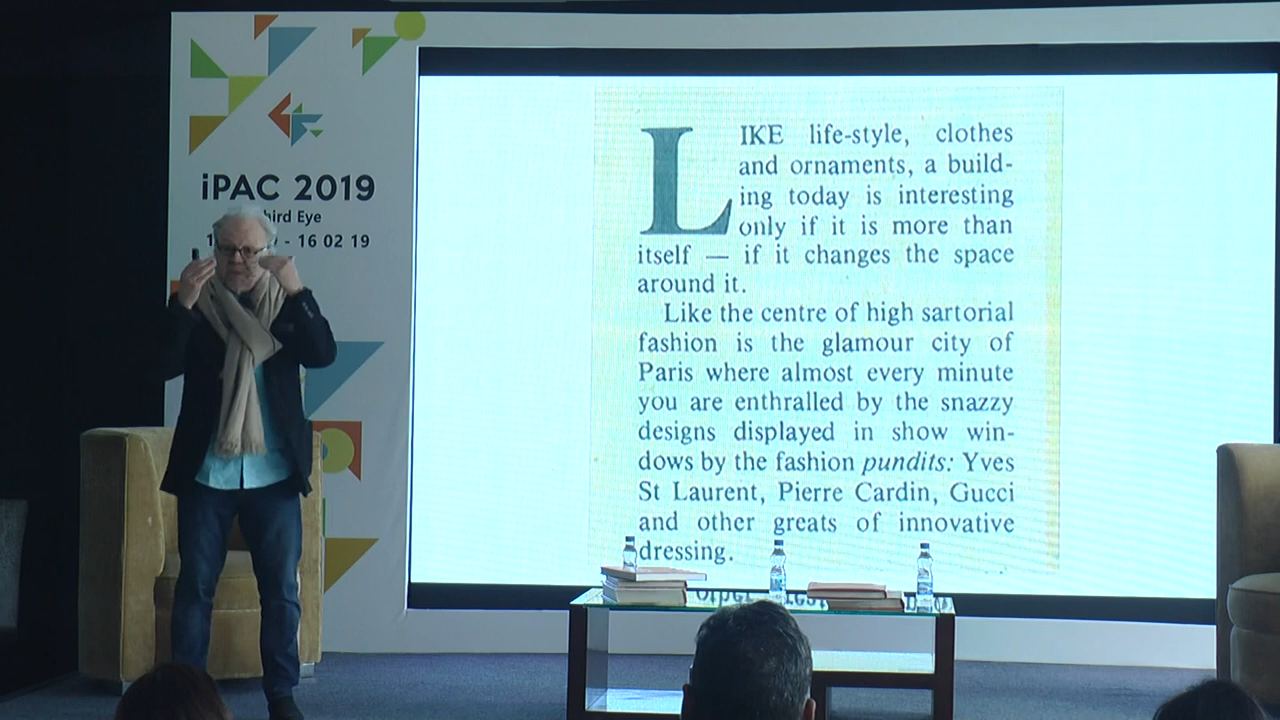 iPAC 2019
hird Eye
- 16 02 19
LIKE life-style, clothes
and ornaments, a build-
ing today is interesting
only if it is more than
itself — if it changes the space
around it.
Like the centre of high sartorial
fashion is the glamour city of
Paris where almost every minute
you are enthralled by the snazzy
designs displayed in show win-
dows by the fashion pundits: Yves
St Laurent, Pierre Cardin, Gucci
and other greats of innovative
dressing.